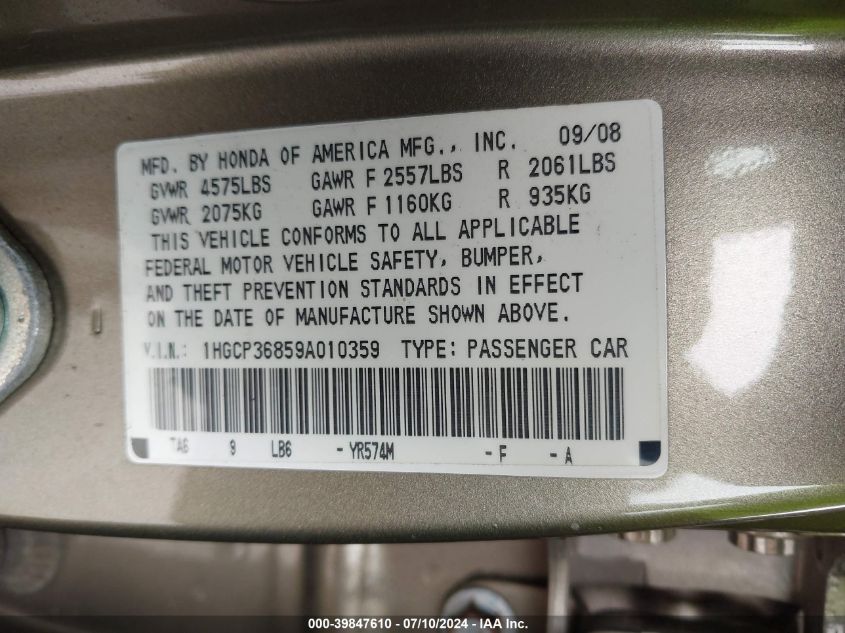 MFD. BY HONDA OF AMERICA MFG., INC. 09/08
GVWR 4575LBS GAWR F 2557LBS R 2061LBS
GVWR 2075KG GAWR F 1160KG R 935KG
THIS VEHICLE CONFORMS TO ALL APPLICABLE
FEDERAL MOTOR VEHICLE SAFETY, BUMPER,
AND THEFT PREVENTION STANDARDS IN EFFECT
ON THE DATE OF MANUFACTURE SHOWN ABOVE.
V.I.N.: 1HGCP36859A010359 TYPE: PASSENGER CAR
TA6 9 LB6 -YR574M -F -A
000-39847610 - 07/10/2024 - IAA Inc.